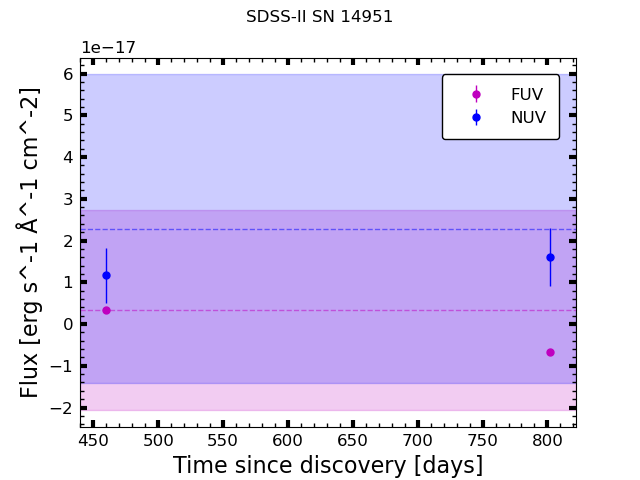 SDSS-II SN 14951
1e−17
FUV
NUV
6
5
4
3
2
1
0
−1
−2
Flux [erg s^-1 Å^-1 cm^-2]
450 500 550 600 650 700 750 800
Time since discovery [days]